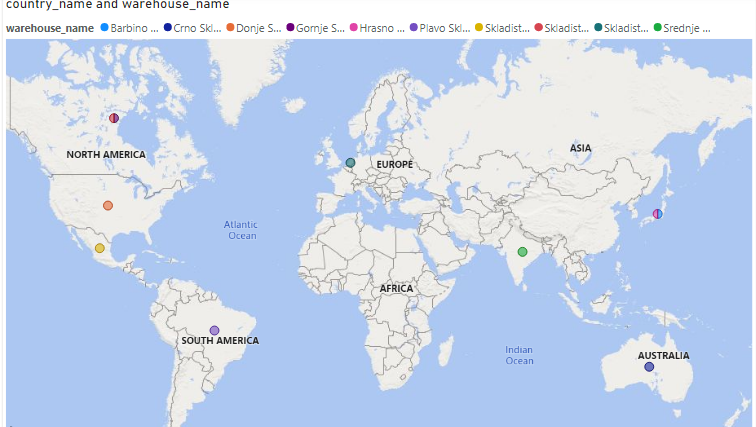 country_name and warehouse_name
warehouse_name Barbino ... Crno Skl... Donje S... Gornje S... Hrasno ... Plavo Skl... Skladist... Skladist... Skladist... Srednje ...
NORTH AMERICA
EUROPE
ASIA
Atlantic
Ocean
AFRICA
SOUTH AMERICA
Indian
Ocean
AUSTRALIA